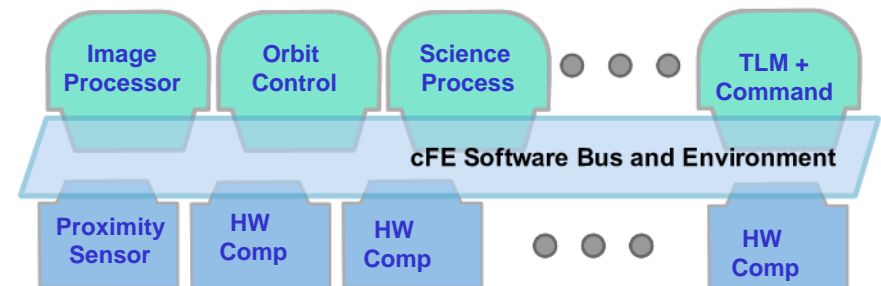 Image
Processor
Orbit
Control
Science
Process
TLM +
Command
cFE Software Bus and Environment
Proximity
Sensor
HW
Comp
HW
Comp
HW
Comp